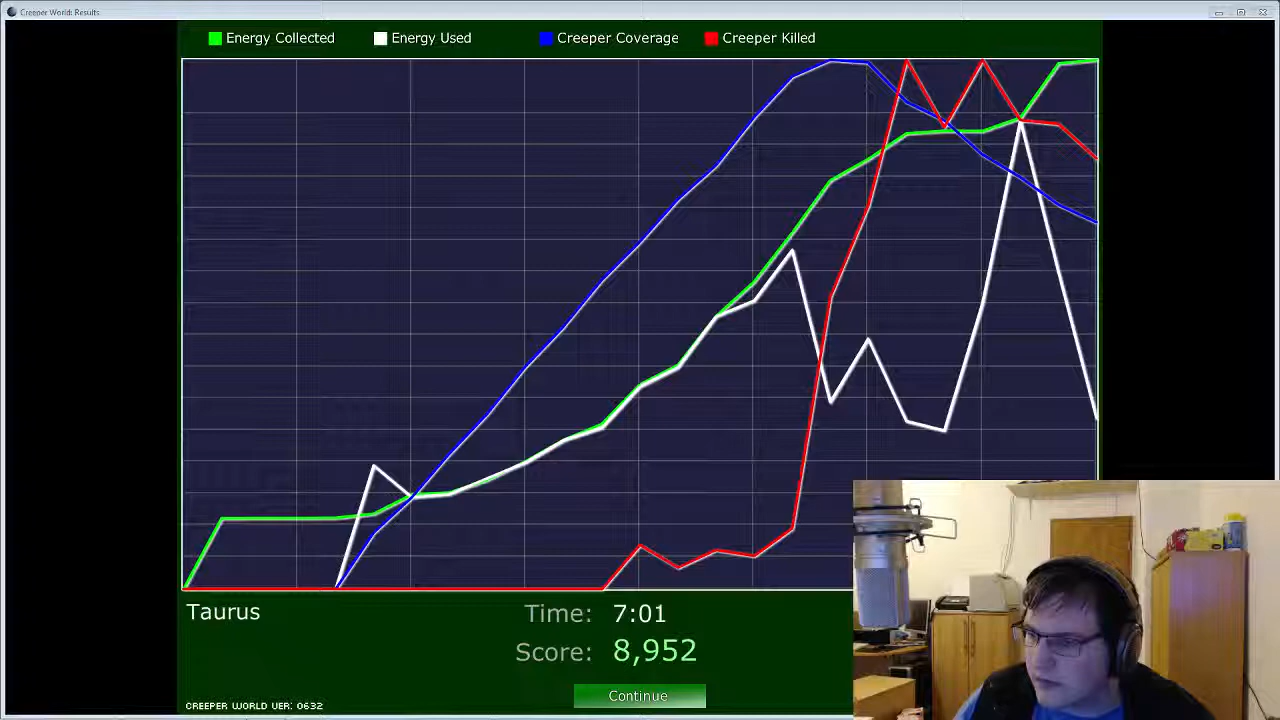 Creeper World: Results
Energy Collected Energy Used Creeper Coverage Creeper Killed
Taurus Time: 7:01
Score: 8,952
Continue
CREEPER WORLD VER: 0632